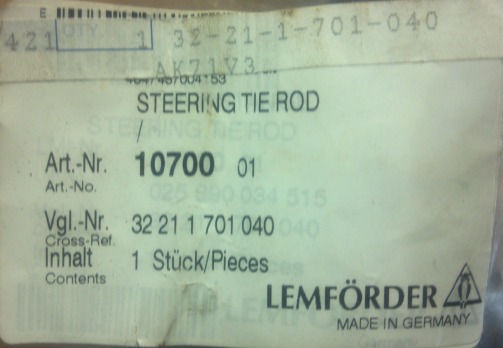 E
421 QTY 1 32-21-1-701-040
AK71V3
STEERING TIE ROD
/
Art.-Nr. 10700 01
Art.-No.
Vgl.-Nr. 32 21 1 701 040
Cross-Ref.
Inhalt 1 Stück/Pieces
Contents
LEMFÖRDER
MADE IN GERMANY